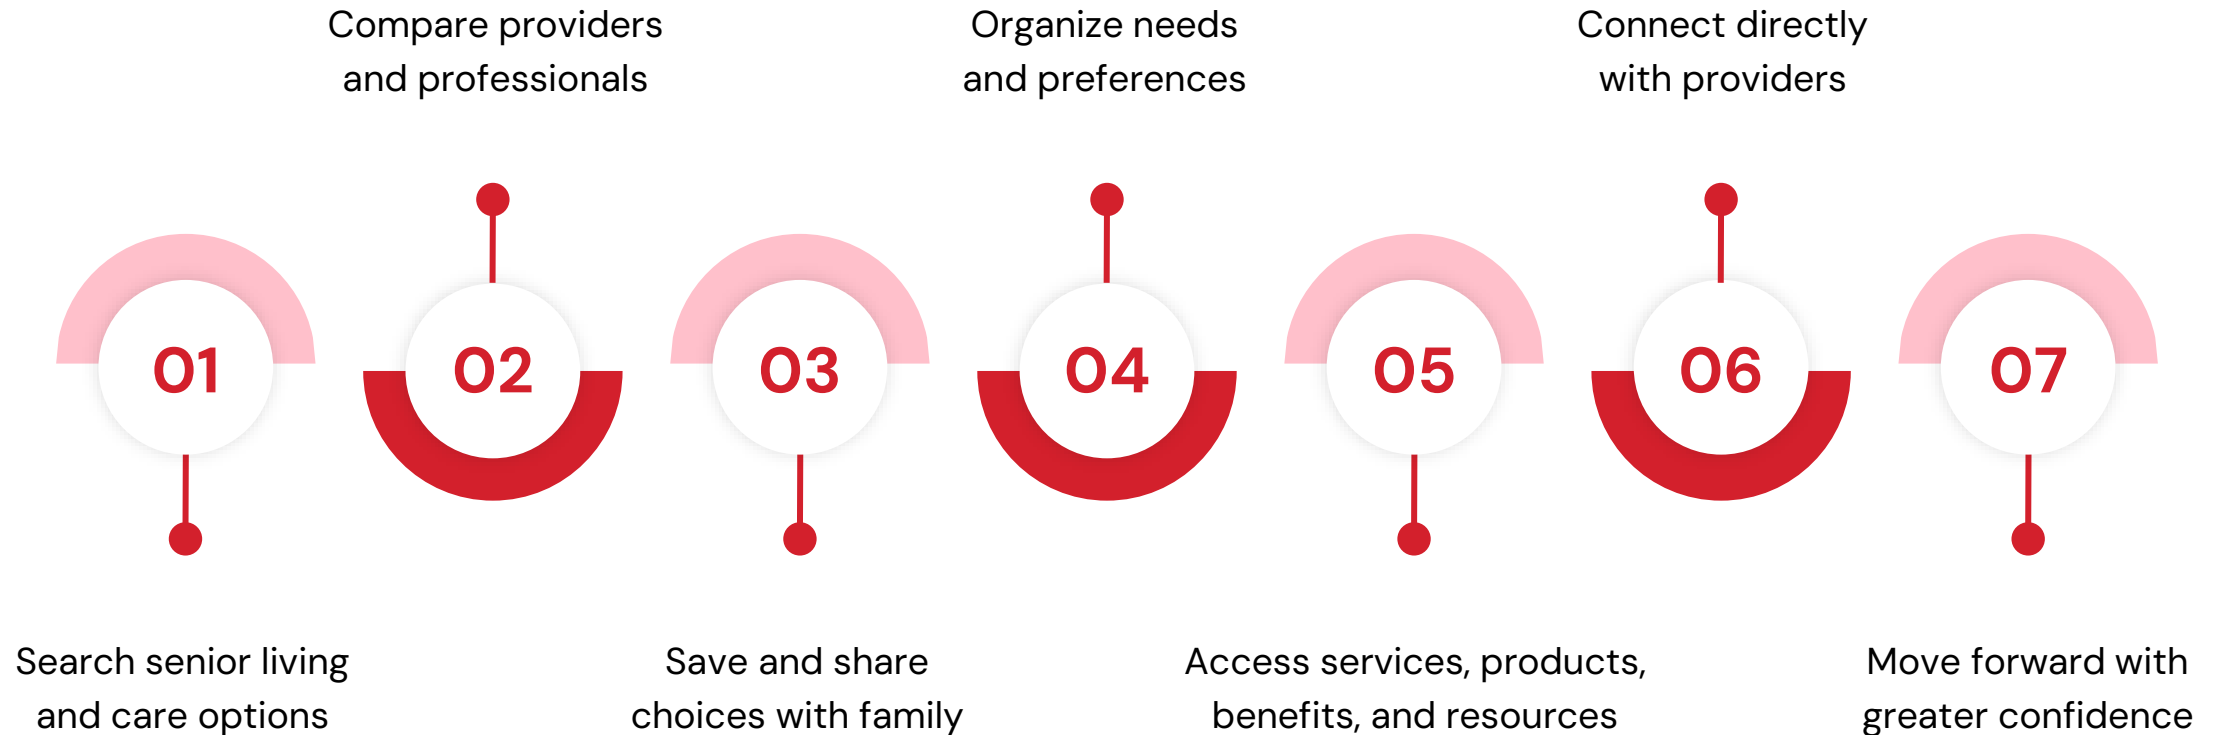 Compare providers
and professionals
Organize needs
and preferences
Connect directly
with providers
01
02
03
04
05
06
07
Search senior living
and care options
Save and share
choices with family
Access services, products,
benefits, and resources
Move forward with
greater confidence